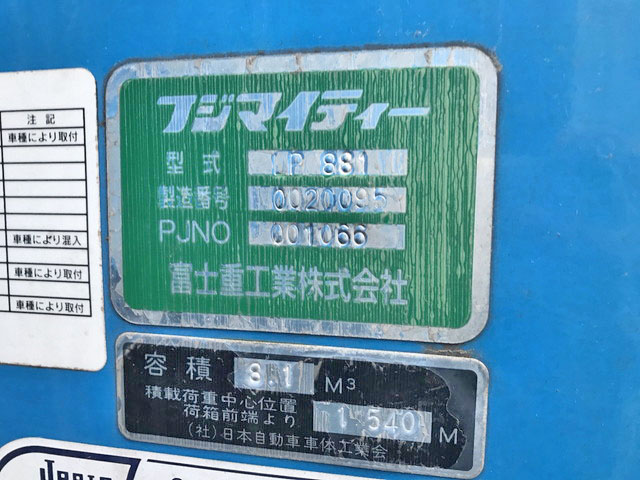 注記
車種により取付
車種により混入
車種により取付
車種により取付
フジマイティー
型式 LP 881
製造番号 0020095
PJNO 001066
富士重工業株式会社
容積 8.1 M³
積載荷重中心位置
荷箱前端より 1.540 M
(社)日本自動車車体工業会